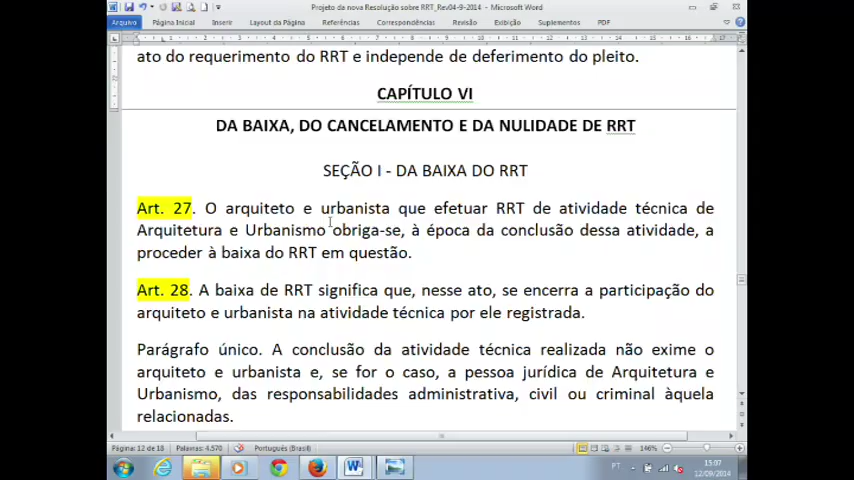 Projeto da nova Resolução sobre RRT_Rev04-9-2014 - Microsoft Word
Arquivo Página Inicial Inserir Layout da Página Referências Correspondências Revisão Exibição Suplementos PDF
ato do requerimento do RRT e independe de deferimento do pleito.
CAPÍTULO VI
DA BAIXA, DO CANCELAMENTO E DA NULIDADE DE RRT
SEÇÃO I - DA BAIXA DO RRT
Art. 27. O arquiteto e urbanista que efetuar RRT de atividade técnica de
Arquitetura e Urbanismo obriga-se, à época da conclusão dessa atividade, a
proceder à baixa do RRT em questão.
Art. 28. A baixa de RRT significa que, nesse ato, se encerra a participação do
arquiteto e urbanista na atividade técnica por ele registrada.
Parágrafo único. A conclusão da atividade técnica realizada não exime o
arquiteto e urbanista e, se for o caso, a pessoa jurídica de Arquitetura e
Urbanismo, das responsabilidades administrativa, civil ou criminal àquela
relacionadas.
Página: 12 de 18 Palavras: 4.570 Português (Brasil) 146%
PT 15:07
12/09/2014